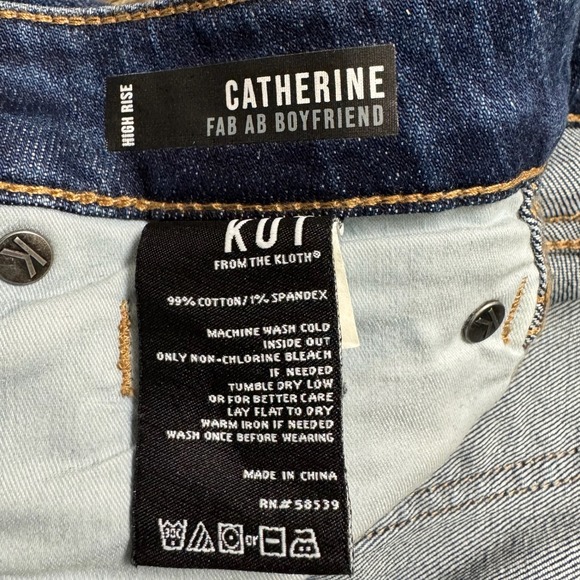 HIGH RISE
CATHERINE
FAB AB BOYFRIEND
KUT
FROM THE KLOTH®
99% COTTON/1% SPANDEX
MACHINE WASH COLD
INSIDE OUT
ONLY NON-CHLORINE BLEACH
IF NEEDED
TUMBLE DRY LOW
OR FOR BETTER CARE
LAY FLAT TO DRY
WARM IRON IF NEEDED
WASH ONCE BEFORE WEARING
MADE IN CHINA
RN# 58539
30C or